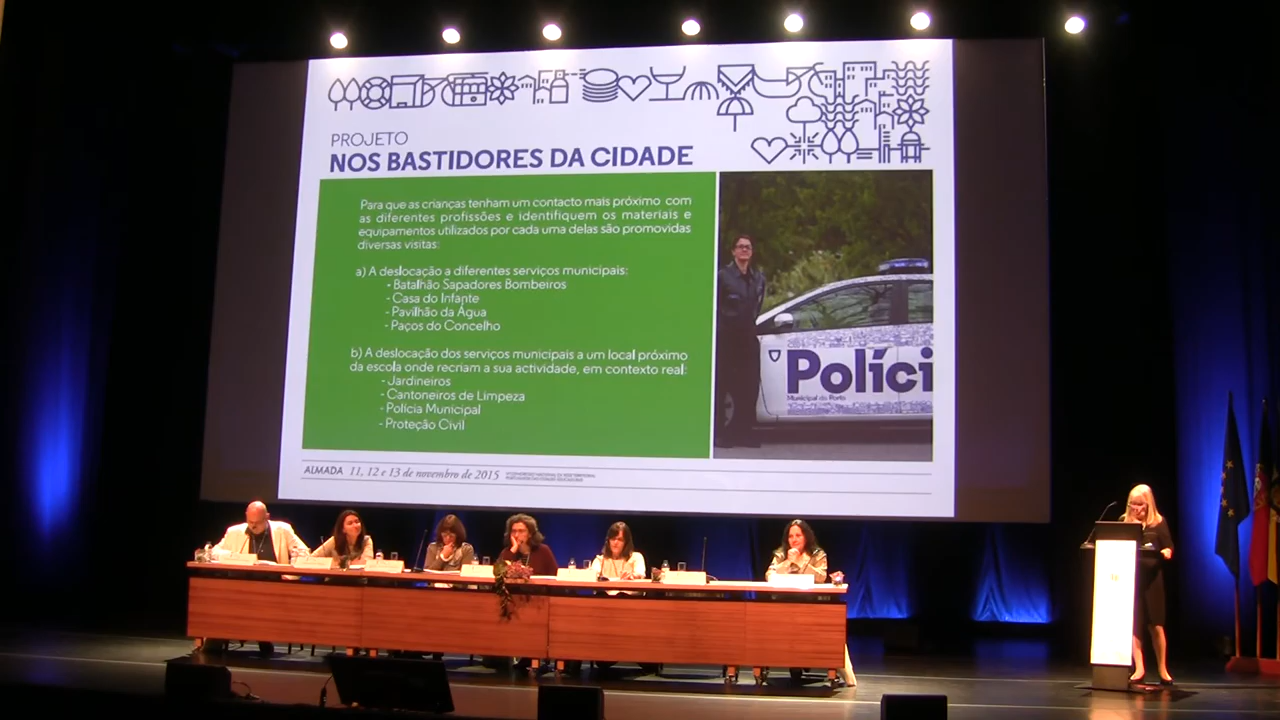 PROJETO
NOS BASTIDORES DA CIDADE
Para que as crianças tenham um contacto mais próximo com
as diferentes profissões e identifiquem os materiais e
equipamentos utilizados por cada uma delas são promovidas
diversas visitas:
a) A deslocação a diferentes serviços municipais:
- Batalhão Sapadores Bombeiros
- Casa do Infante
- Pavilhão da Água
- Paços do Concelho
b) A deslocação dos serviços municipais a um local próximo
da escola onde recriam a sua actividade, em contexto real:
- Jardineiros
- Cantoneiros de Limpeza
- Polícia Municipal
- Proteção Civil
Políci
Municipal do Porto
ALMADA 11, 12 e 13 de novembro de 2015